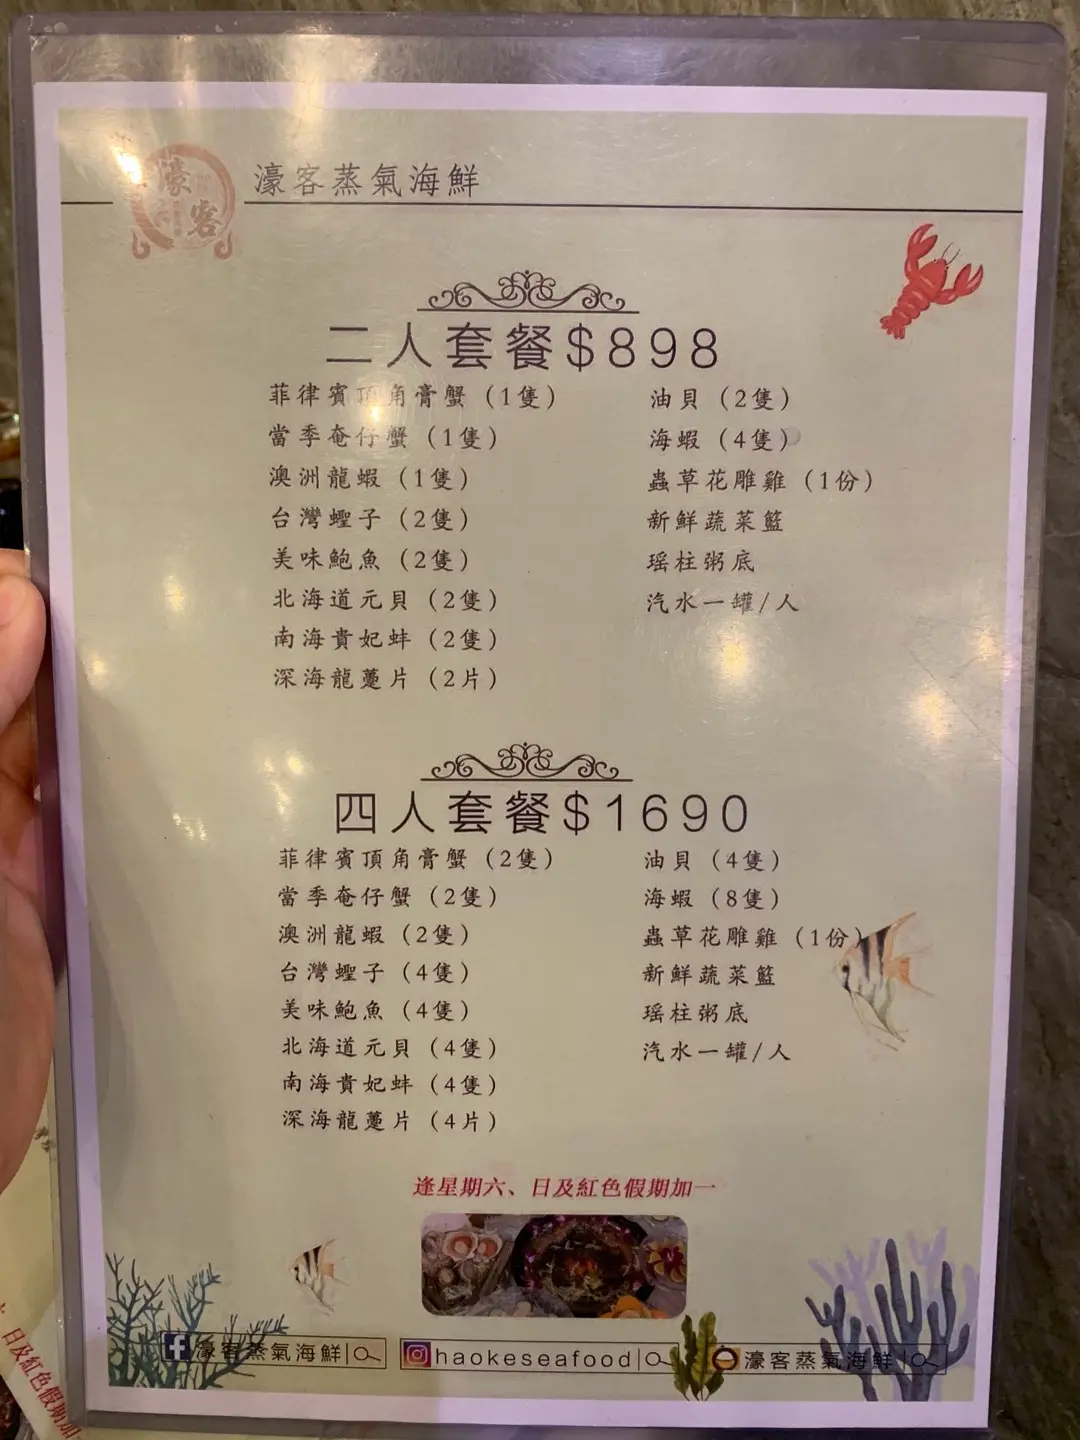 濠客
濠客蒸氣海鮮
二人套餐$898
菲律賓頂角膏蟹（1隻）
當季奄仔蟹（1隻）
澳洲龍蝦（1隻）
台灣蟶子（2隻）
美味鮑魚（2隻）
北海道元貝（2隻）
南海貴妃蚌（2隻）
深海龍躉片（2片）
油貝（2隻）
海蝦（4隻）
蟲草花雕雞（1份）
新鮮蔬菜籃
瑶柱粥底
汽水一罐/人
四人套餐$1690
菲律賓頂角膏蟹（2隻）
當季奄仔蟹（2隻）
澳洲龍蝦（2隻）
台灣蟶子（4隻）
美味鮑魚（4隻）
北海道元貝（4隻）
南海貴妃蚌（4隻）
深海龍躉片（4片）
油貝（4隻）
海蝦（8隻）
蟲草花雕雞（1份）
新鮮蔬菜籃
瑶柱粥底
汽水一罐/人
逢星期六、日及紅色假期加一
濠客蒸氣海鮮
haokeseafood
濠客蒸氣海鮮
日及紅色假期加一